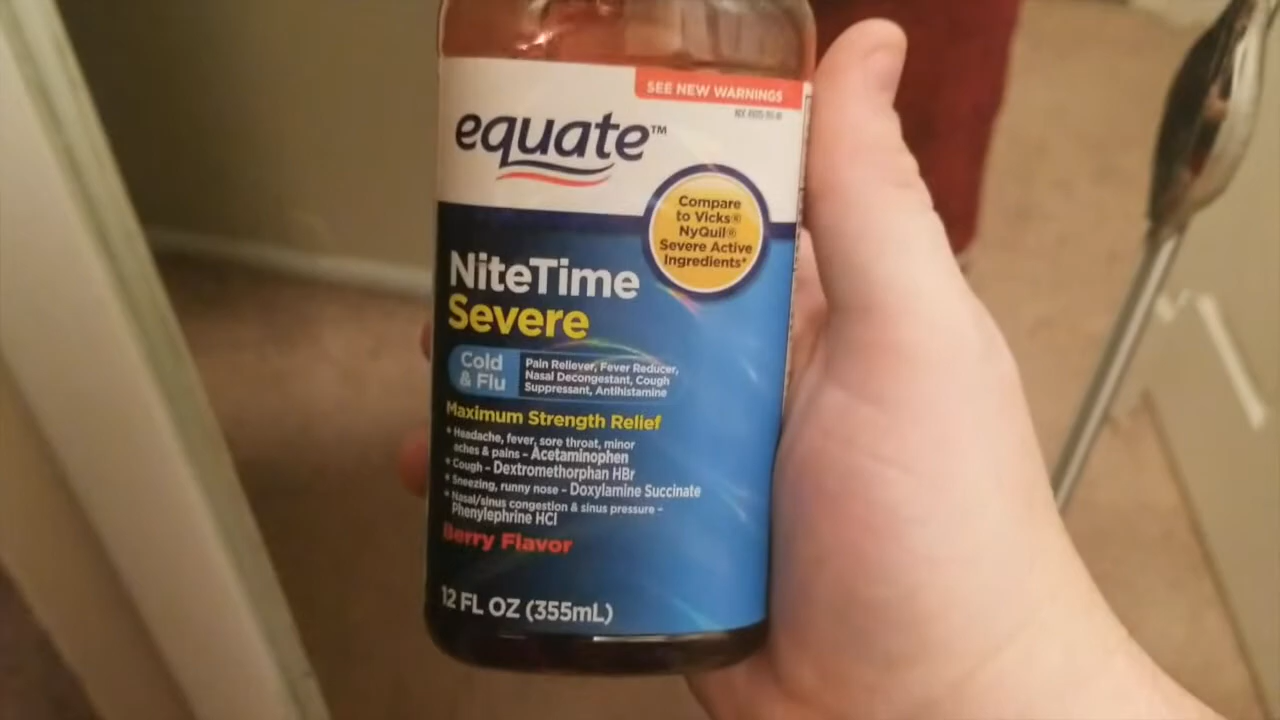 SEE NEW WARNINGS
equate™
Compare
to Vicks®
NyQuil®
Severe Active
Ingredients*
NiteTime
Severe
Cold
& Flu
Pain Reliever, Fever Reducer,
Nasal Decongestant, Cough
Suppressant, Antihistamine
Maximum Strength Relief
• Headache, fever, sore throat, minor
aches & pains – Acetaminophen
• Cough – Dextromethorphan HBr
• Sneezing, runny nose – Doxylamine Succinate
• Nasal/sinus congestion & sinus pressure –
Phenylephrine HCl
Berry Flavor
12 FL OZ (355mL)